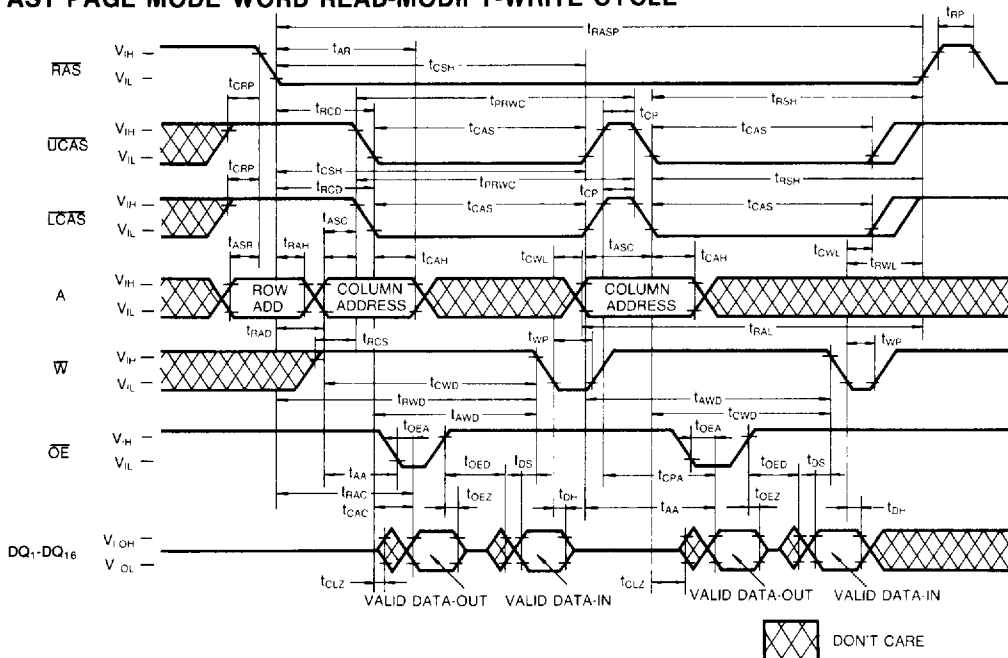 AST PAGE MODE WORD READ-MODIFY-WRITE CYCLE
tRP
tRASP
tAR
VIH
RAS
VIL
tCSH
tCRP
tPRWC
tRSH
tRCD
tCP
VIH
UCAS
VIL
tCAS
tCAS
tCRP
tCSH
tPRWC
tRSH
tRCD
tCP
VIH
LCAS
VIL
tCAS
tCAS
tASC
tASR
tRAH
tCAH
tCWL
tASC
tCAH
tCWL
tRWL
VIH
A
VIL
ROW ADD
COLUMN ADDRESS
COLUMN ADDRESS
tRAD
tRCS
tWP
tRAL
tWP
VIH
W
VIL
tCWD
tRWD
tAWD
tAWD
tCWD
VIH
OE
VIL
tOEA
tOEA
tAA
tOED
tDS
tCPA
tOED
tDS
tRAC
tOEZ
tOEZ
tCAC
tDH
tAA
tDH
DQ1-DQ16
VI OH
V OL
tCLZ
tCLZ
VALID DATA-OUT
VALID DATA-IN
VALID DATA-OUT
VALID DATA-IN
DON'T CARE